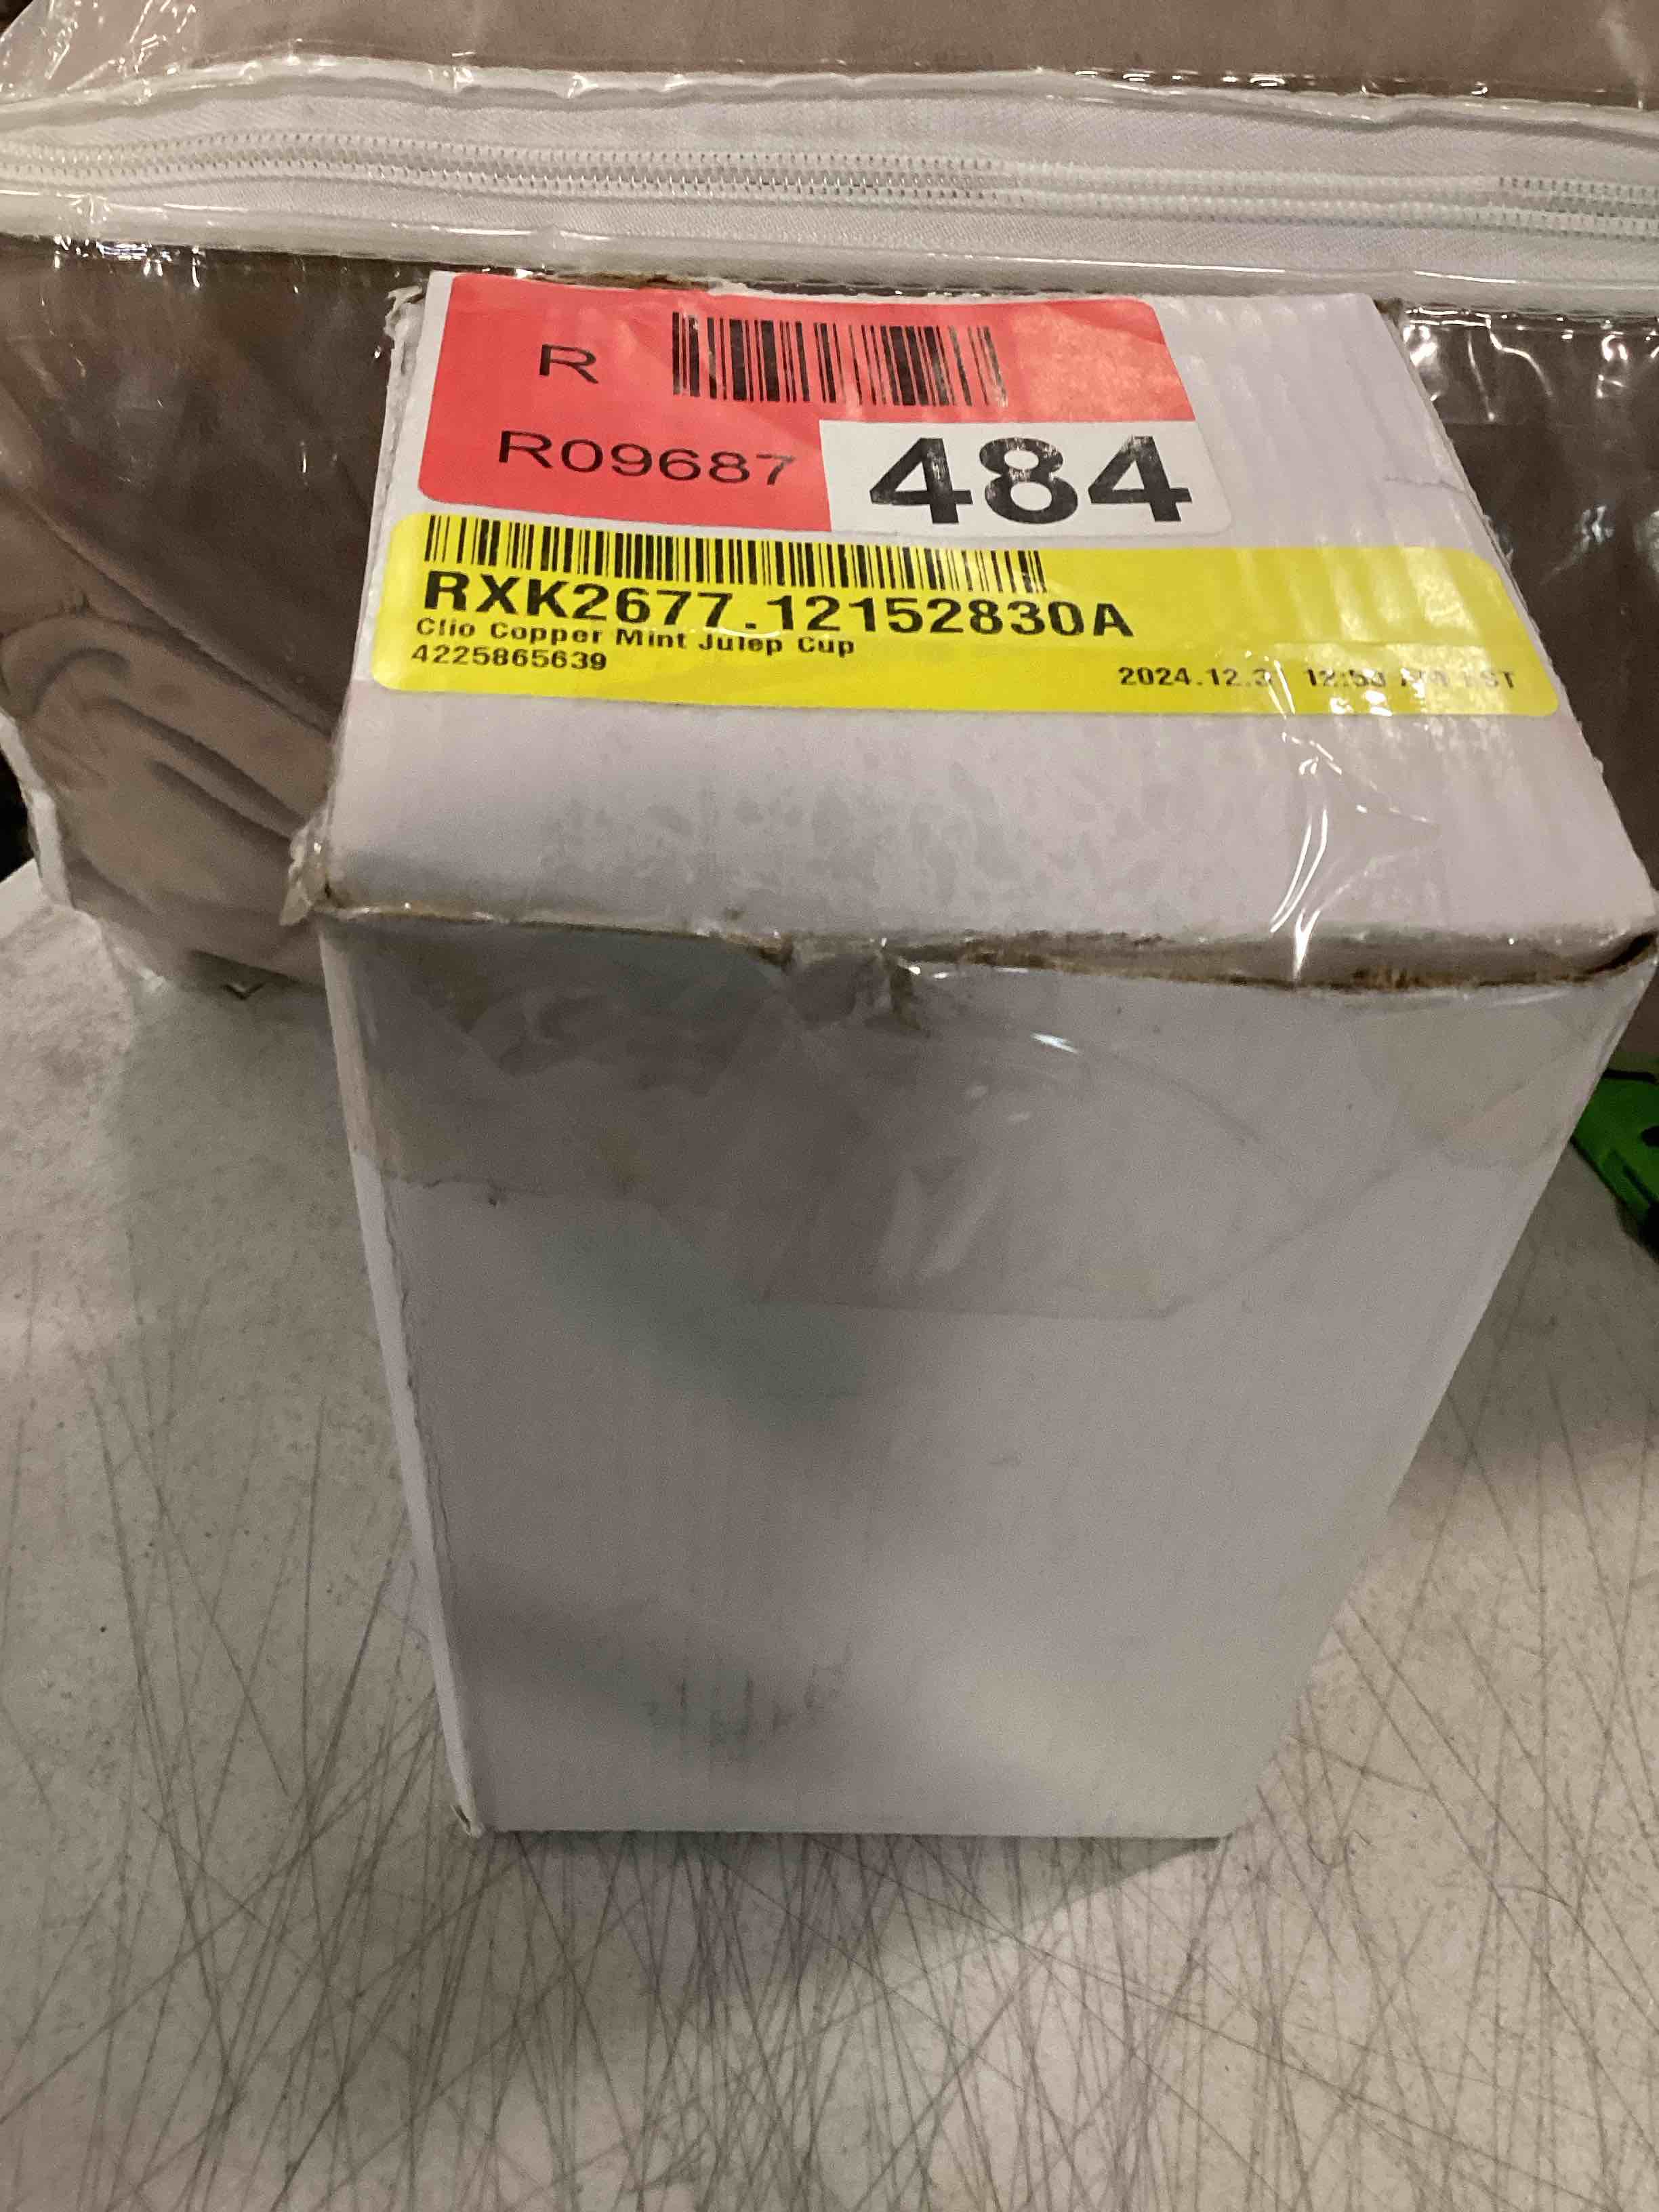 R
R09687 484
RXK2677.12152830A
Clio Copper Mint Julep Cup
4225865639
2024.12.3